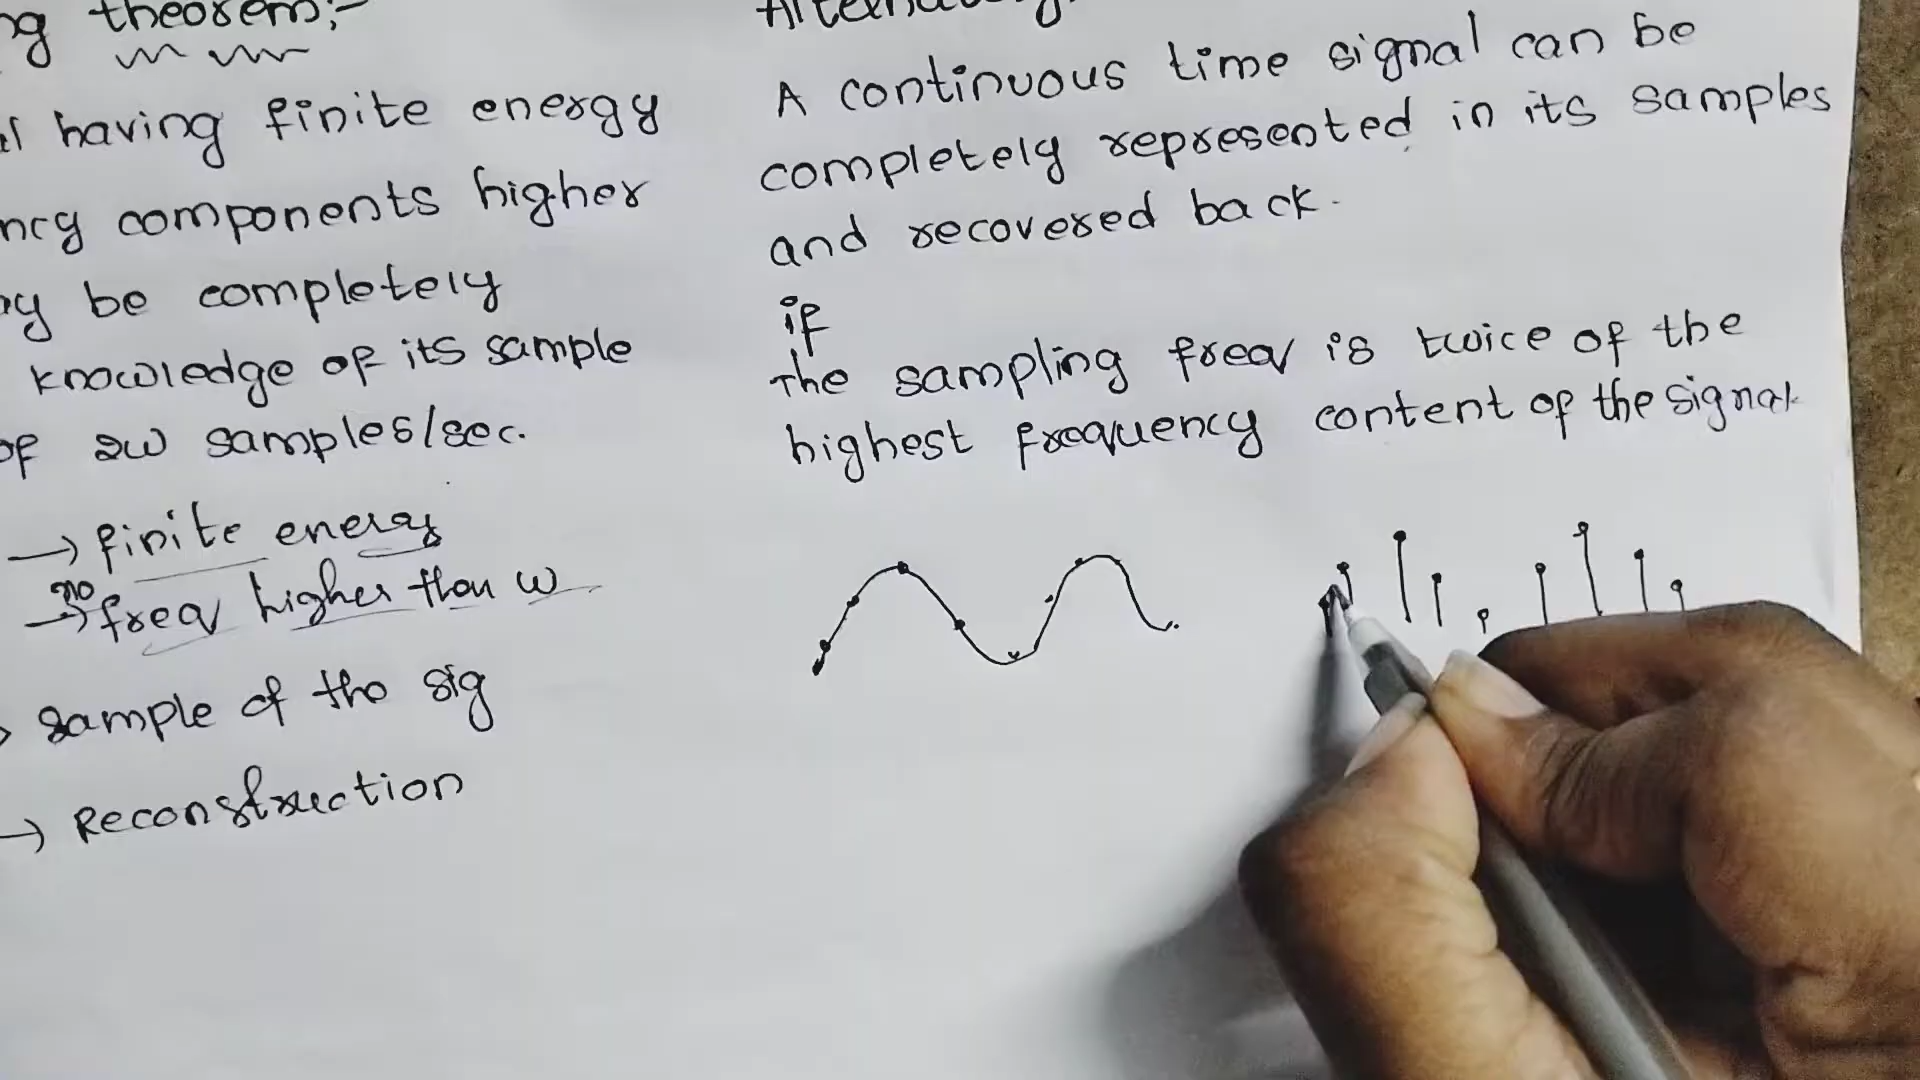 theorem:-
having finite energy
components higher
be completely
knowledge of its sample
of 2w samples/sec.
→ finite energy
no
→ freq higher than w
sample of the sig
→ Reconstruction
A continuous time signal can be
completely represented in its samples
and recovered back.
if
The sampling freq is twice of the
highest frequency content of the signal.